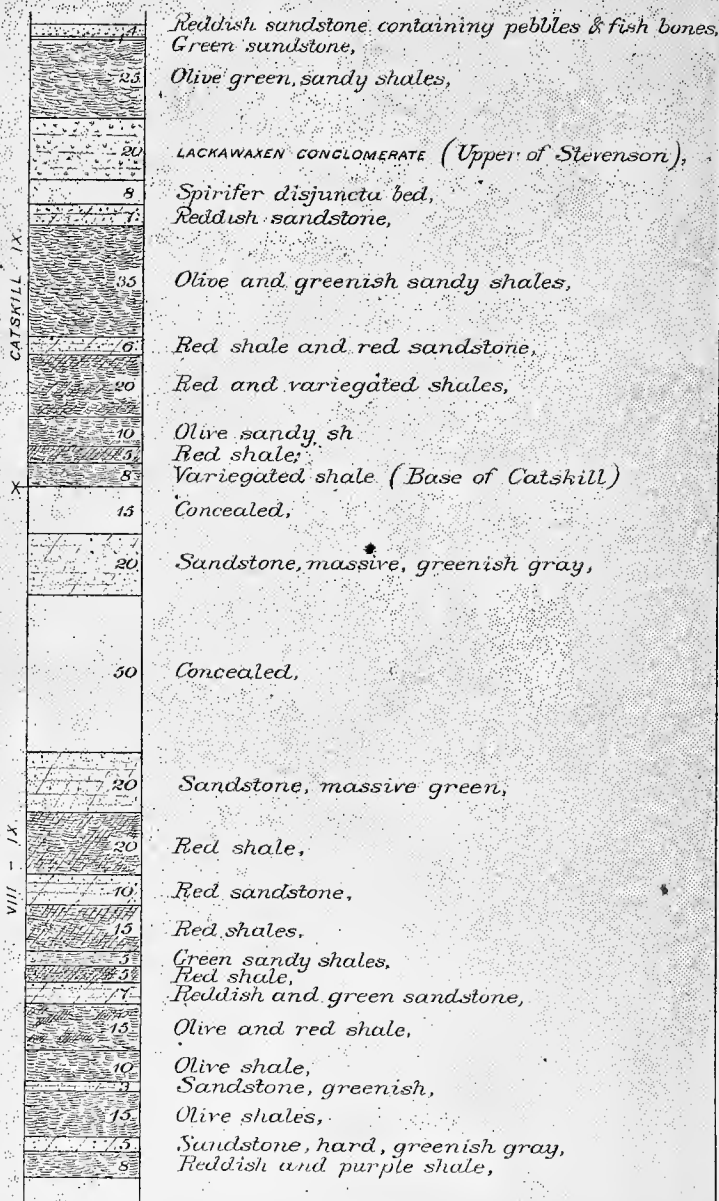 4 Reddish sandstone containing pebbles & fish bones,
Green sandstone,
25 Olive green, sandy shales,
20 LACKAWAXEN CONGLOMERATE (Upper of Stevenson),
8 Spirifer disjuncta bed,
7 Reddish sandstone,
CATSKILL IX.
35 Olive and greenish sandy shales,
6 Red shale and red sandstone,
20 Red and variegated shales,
10 Olive sandy sh
5 Red shale;
8 Variegated shale (Base of Catskill)
X
15 Concealed,
20 Sandstone, massive, greenish gray,
50 Concealed,
20 Sandstone, massive green,
VIII - IX
20 Red shale,
10 Red sandstone,
15 Red shales,
5 Green sandy shales,
5 Red shale,
7 Reddish and green sandstone,
15 Olive and red shale,
10 Olive shale,
3 Sandstone, greenish,
15 Olive shales,
5 Sandstone, hard, greenish gray,
8 Reddish and purple shale,